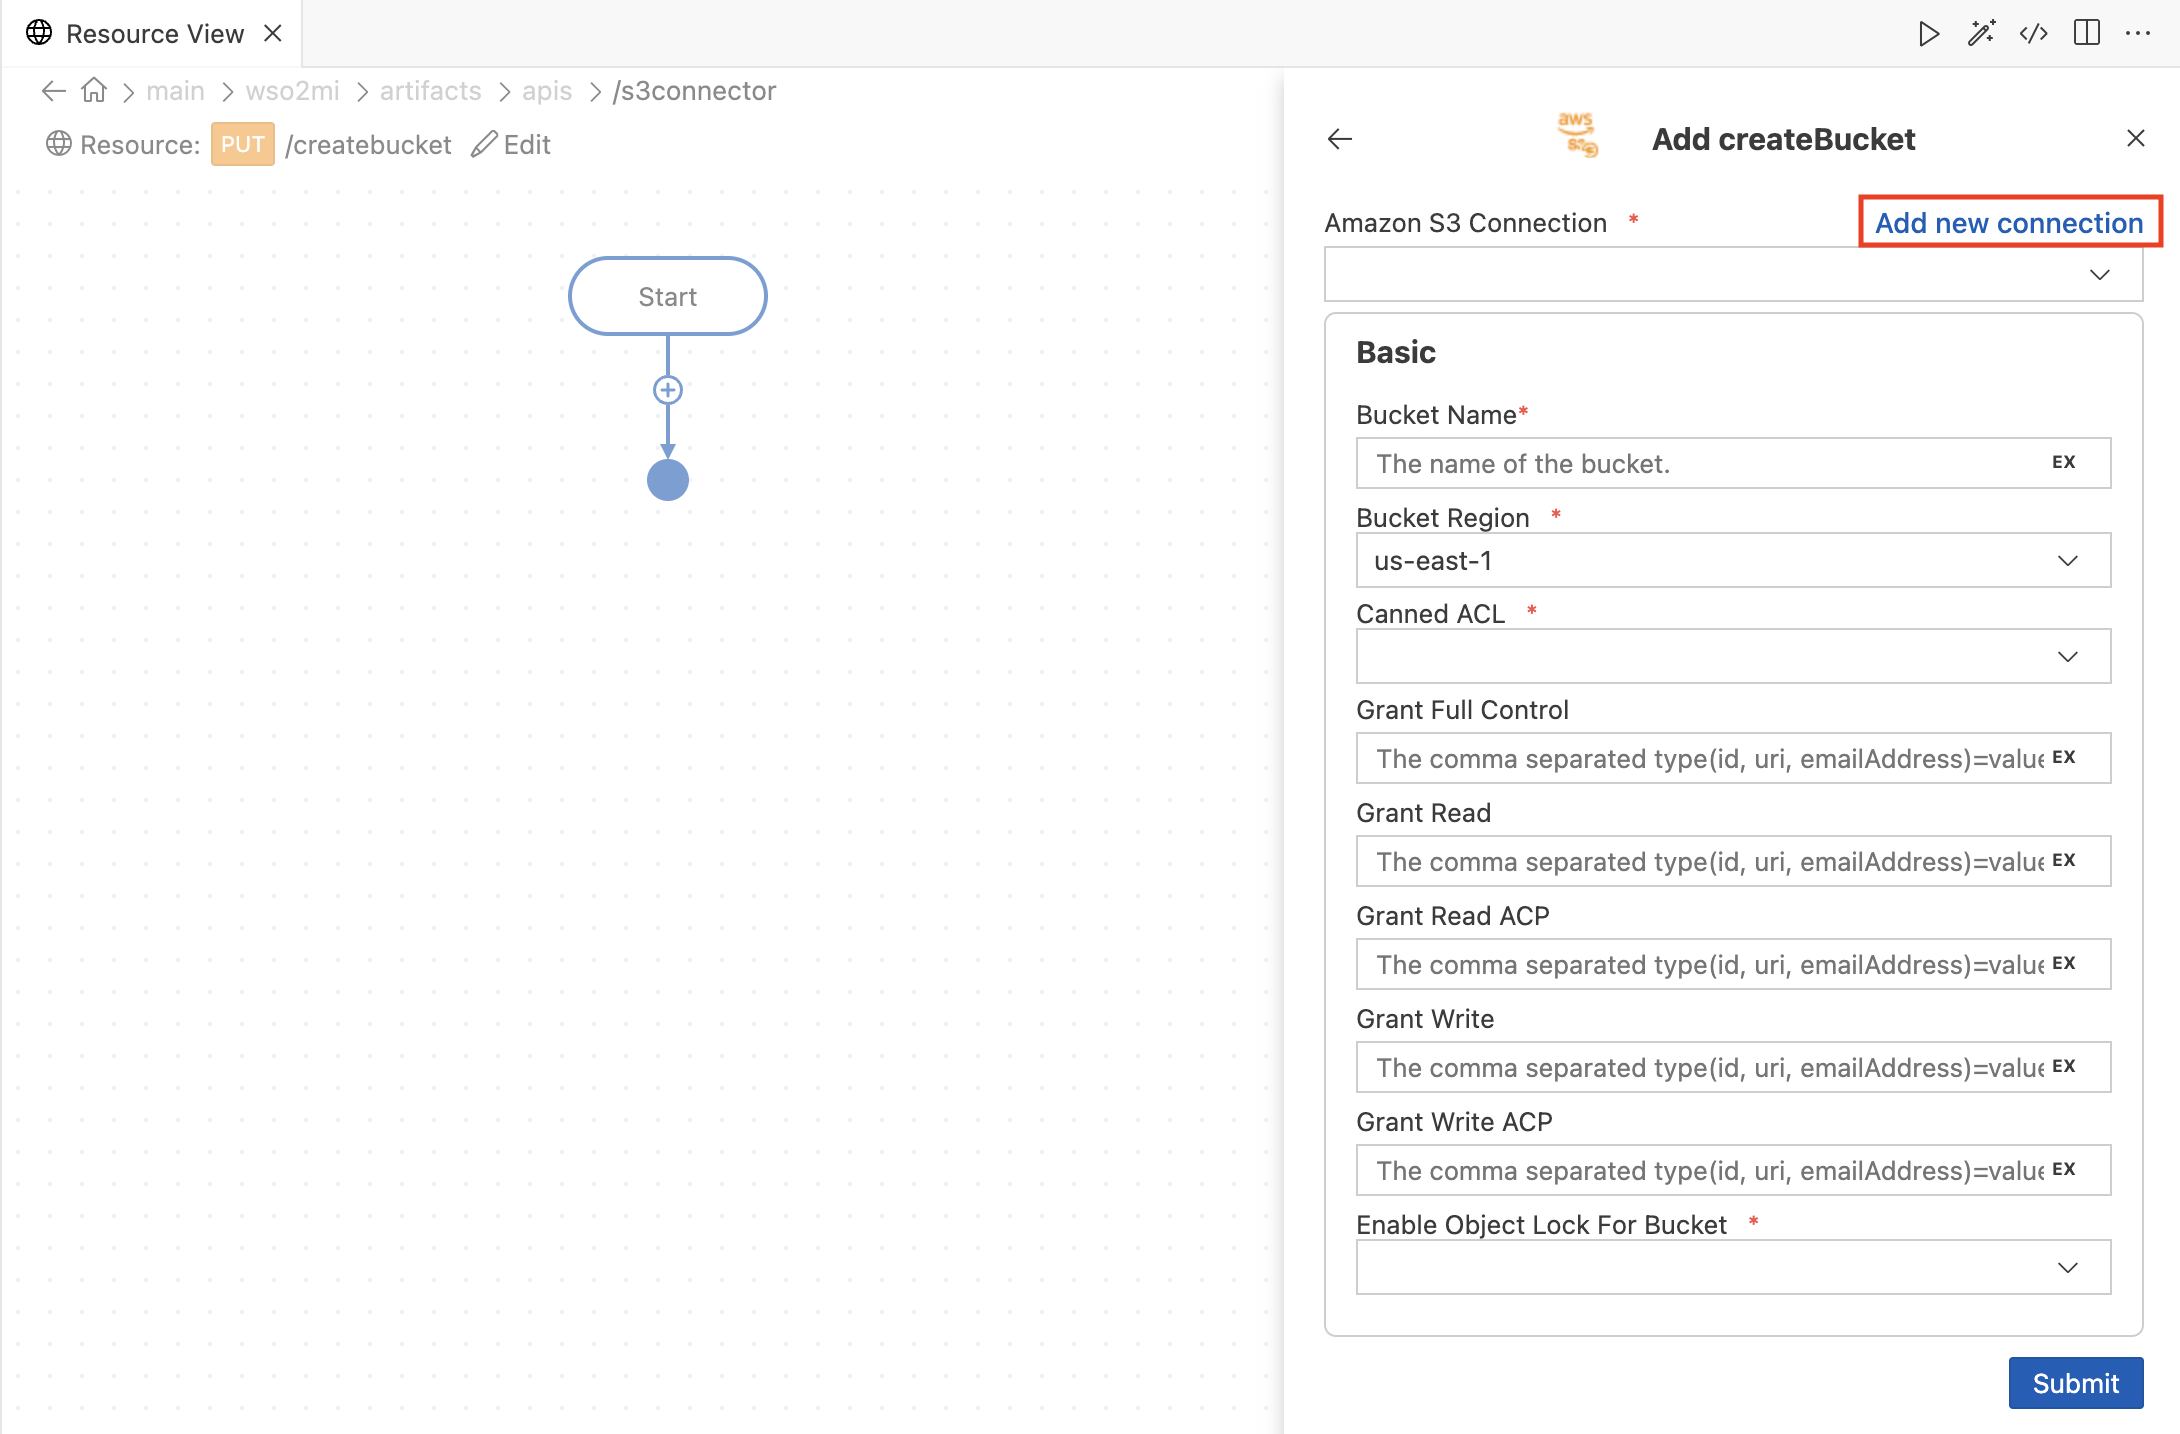 Resource View
main > wso2mi > artifacts > apis > /s3connector
Resource: PUT /createbucket Edit
Start
aws
S3
Add createBucket
Amazon S3 Connection *
Add new connection
Basic
Bucket Name*
The name of the bucket. EX
Bucket Region *
us-east-1
Canned ACL *
Grant Full Control
The comma separated type(id, uri, emailAddress)=value EX
Grant Read
The comma separated type(id, uri, emailAddress)=value EX
Grant Read ACP
The comma separated type(id, uri, emailAddress)=value EX
Grant Write
The comma separated type(id, uri, emailAddress)=value EX
Grant Write ACP
The comma separated type(id, uri, emailAddress)=value EX
Enable Object Lock For Bucket *
Submit